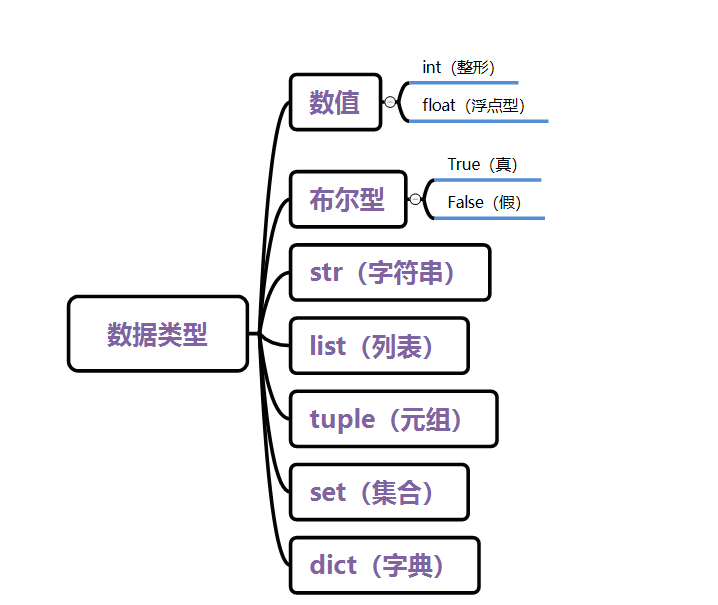 数据类型
数值
int（整形）
float（浮点型）
布尔型
True（真）
False（假）
str（字符串）
list（列表）
tuple（元组）
set（集合）
dict（字典）